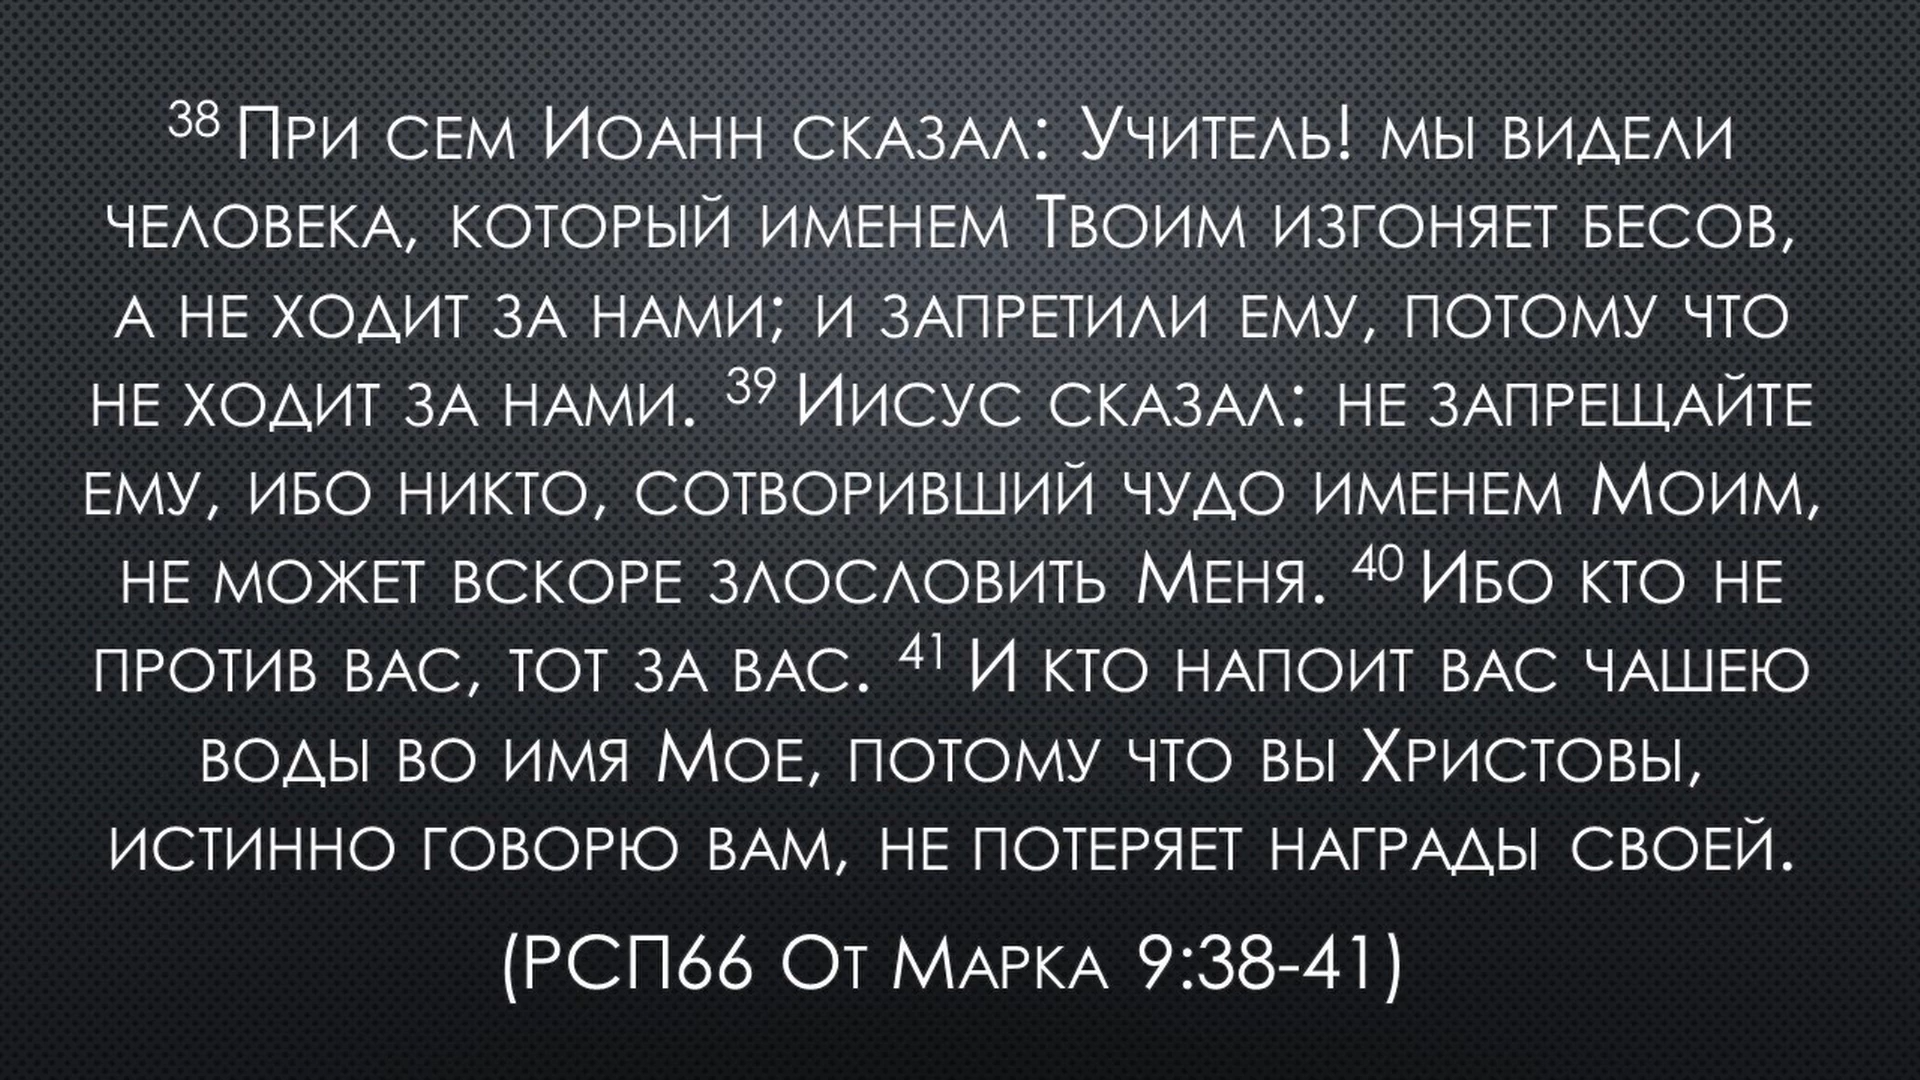 38 При сем Иоанн сказал: Учитель! мы видели
человека, который именем Твоим изгоняет бесов,
а не ходит за нами; и запретили ему, потому что
не ходит за нами. 39 Иисус сказал: не запрещайте
ему, ибо никто, сотворивший чудо именем Моим,
не может вскоре злословить Меня. 40 Ибо кто не
против вас, тот за вас. 41 И кто напоит вас чашею
воды во имя Мое, потому что вы Христовы,
истинно говорю вам, не потеряет награды своей.
(РСП66 От Марка 9:38-41)